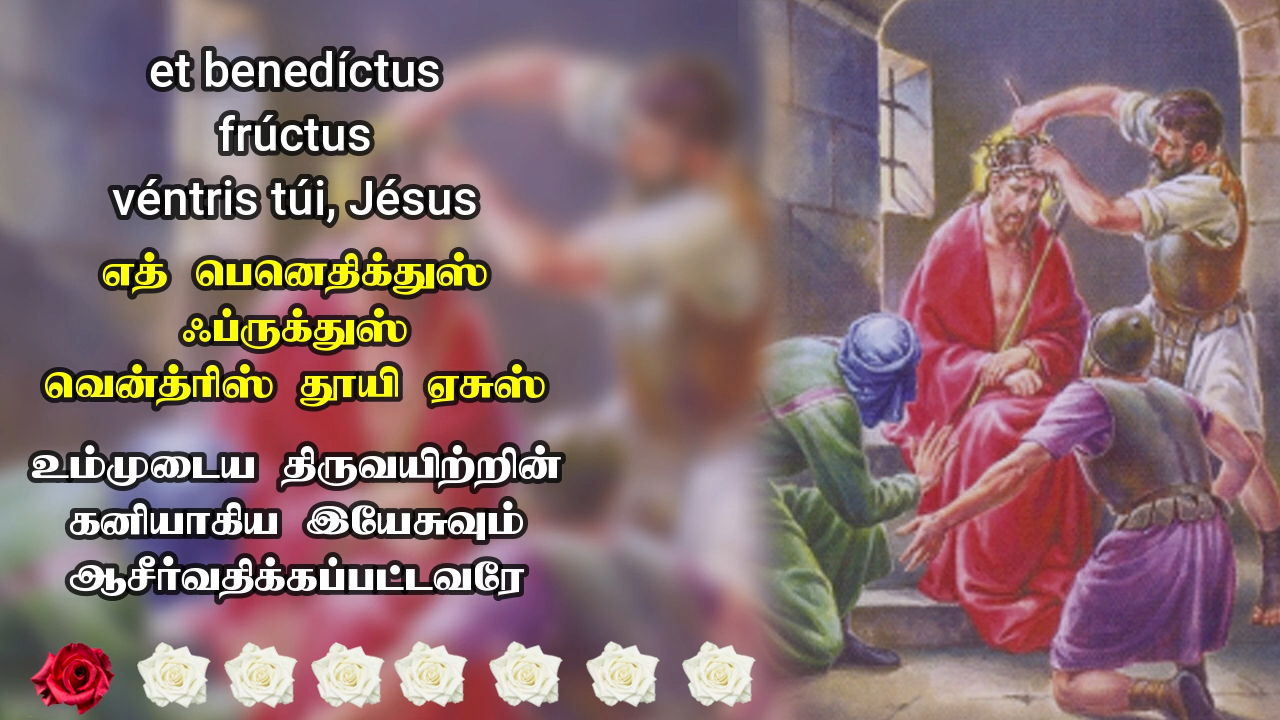 et benedíctus
frúctus
véntris túi, Jésus
எத் பெனெதிக்துஸ்
ஃப்ருக்துஸ்
வென்த்ரிஸ் தூயி ஏசுஸ்
உம்முடைய திருவயிற்றின்
கனியாகிய இயேசுவும்
ஆசீர்வதிக்கப்பட்டவரே